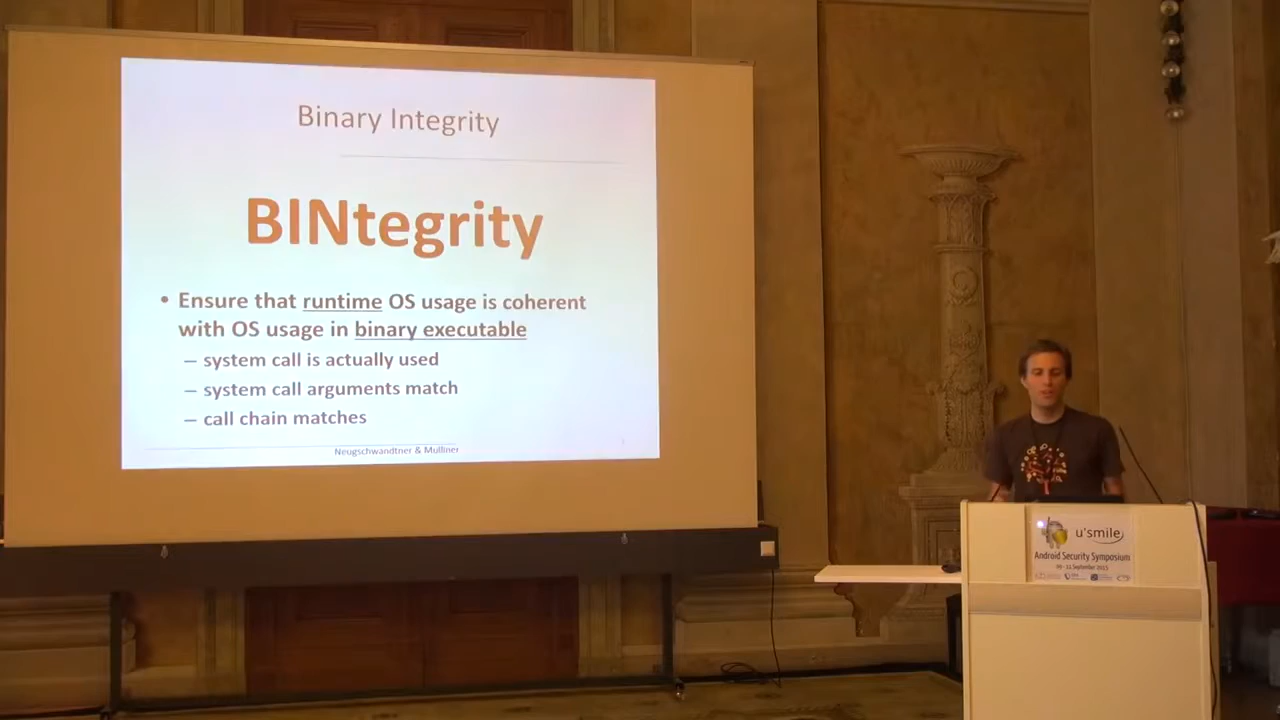 Binary Integrity
BINtegrity
• Ensure that runtime OS usage is coherent
with OS usage in binary executable
– system call is actually used
– system call arguments match
– call chain matches
Neugschwandtner & Mulliner
u'smile
Android Security Symposium